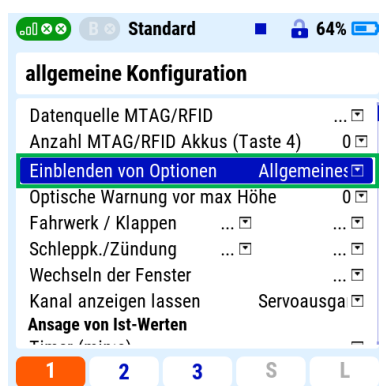 B Standard 64%
allgemeine Konfiguration
Datenquelle MTAG/RFID ...
Anzahl MTAG/RFID Akkus (Taste 4) 0
Einblenden von Optionen Allgemeines
Optische Warnung vor max Höhe 0
Fahrwerk / Klappen ... ...
Schleppk./Zündung ... ...
Wechseln der Fenster ...
Kanal anzeigen lassen Servoausga
Ansage von Ist-Werten
1 2 3 S L